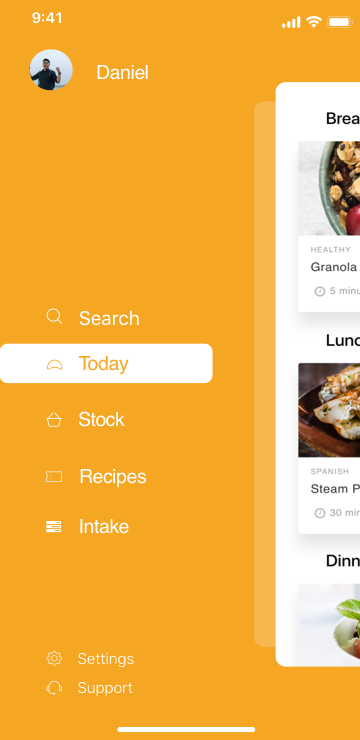 9:41
Daniel
Search
Today
Stock
Recipes
Intake
Settings
Support
Brea
HEALTHY
Granola
5 minu
Lunc
SPANISH
Steam P
30 min
Dinn